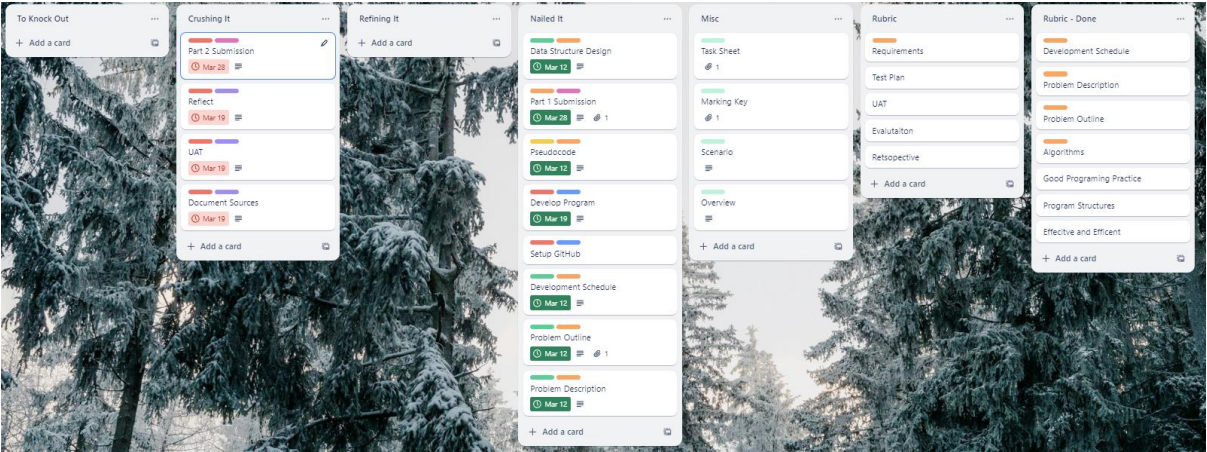 To Knock Out
+ Add a card
Crushing It
Part 2 Submission
Mar 28
Reflect
Mar 19
UAT
Mar 19
Document Sources
Mar 19
+ Add a card
Refining It
+ Add a card
Nailed It
Data Structure Design
Mar 12
Part 1 Submission
Mar 28 1
Pseudocode
Mar 12
Develop Program
Mar 19
Setup GitHub
Development Schedule
Mar 12
Problem Outline
Mar 12 1
Problem Description
Mar 12
+ Add a card
Misc
Task Sheet
1
Marking Key
1
Scenario
Overview
+ Add a card
Rubric
Requirements
Test Plan
UAT
Evalutaiton
Retsopective
+ Add a card
Rubric - Done
Development Schedule
Problem Description
Problem Outline
Algorithms
Good Programing Practice
Program Structures
Effecitve and Efficent
+ Add a card